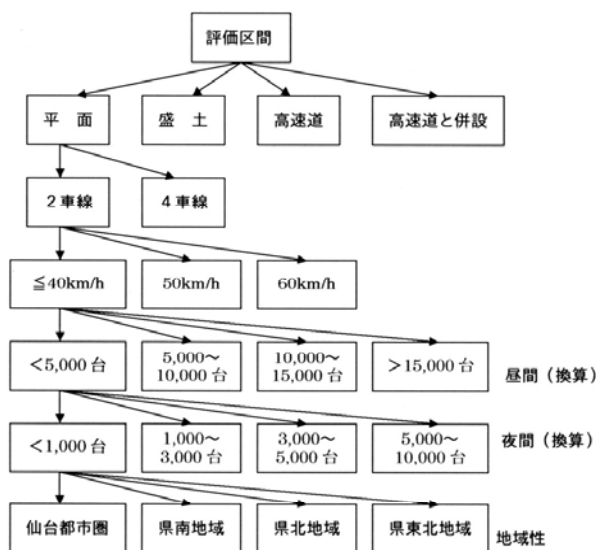 評価区間
平 面
盛 土
高速道
高速道と併設
2車線
4車線
≦40km/h
50km/h
60km/h
<5,000台
5,000~
10,000台
10,000~
15,000台
>15,000台
昼間（換算）
<1,000台
1,000~
3,000台
3,000~
5,000台
5,000~
10,000台
夜間（換算）
仙台都市圏
県南地域
県北地域
県東北地域
地域性